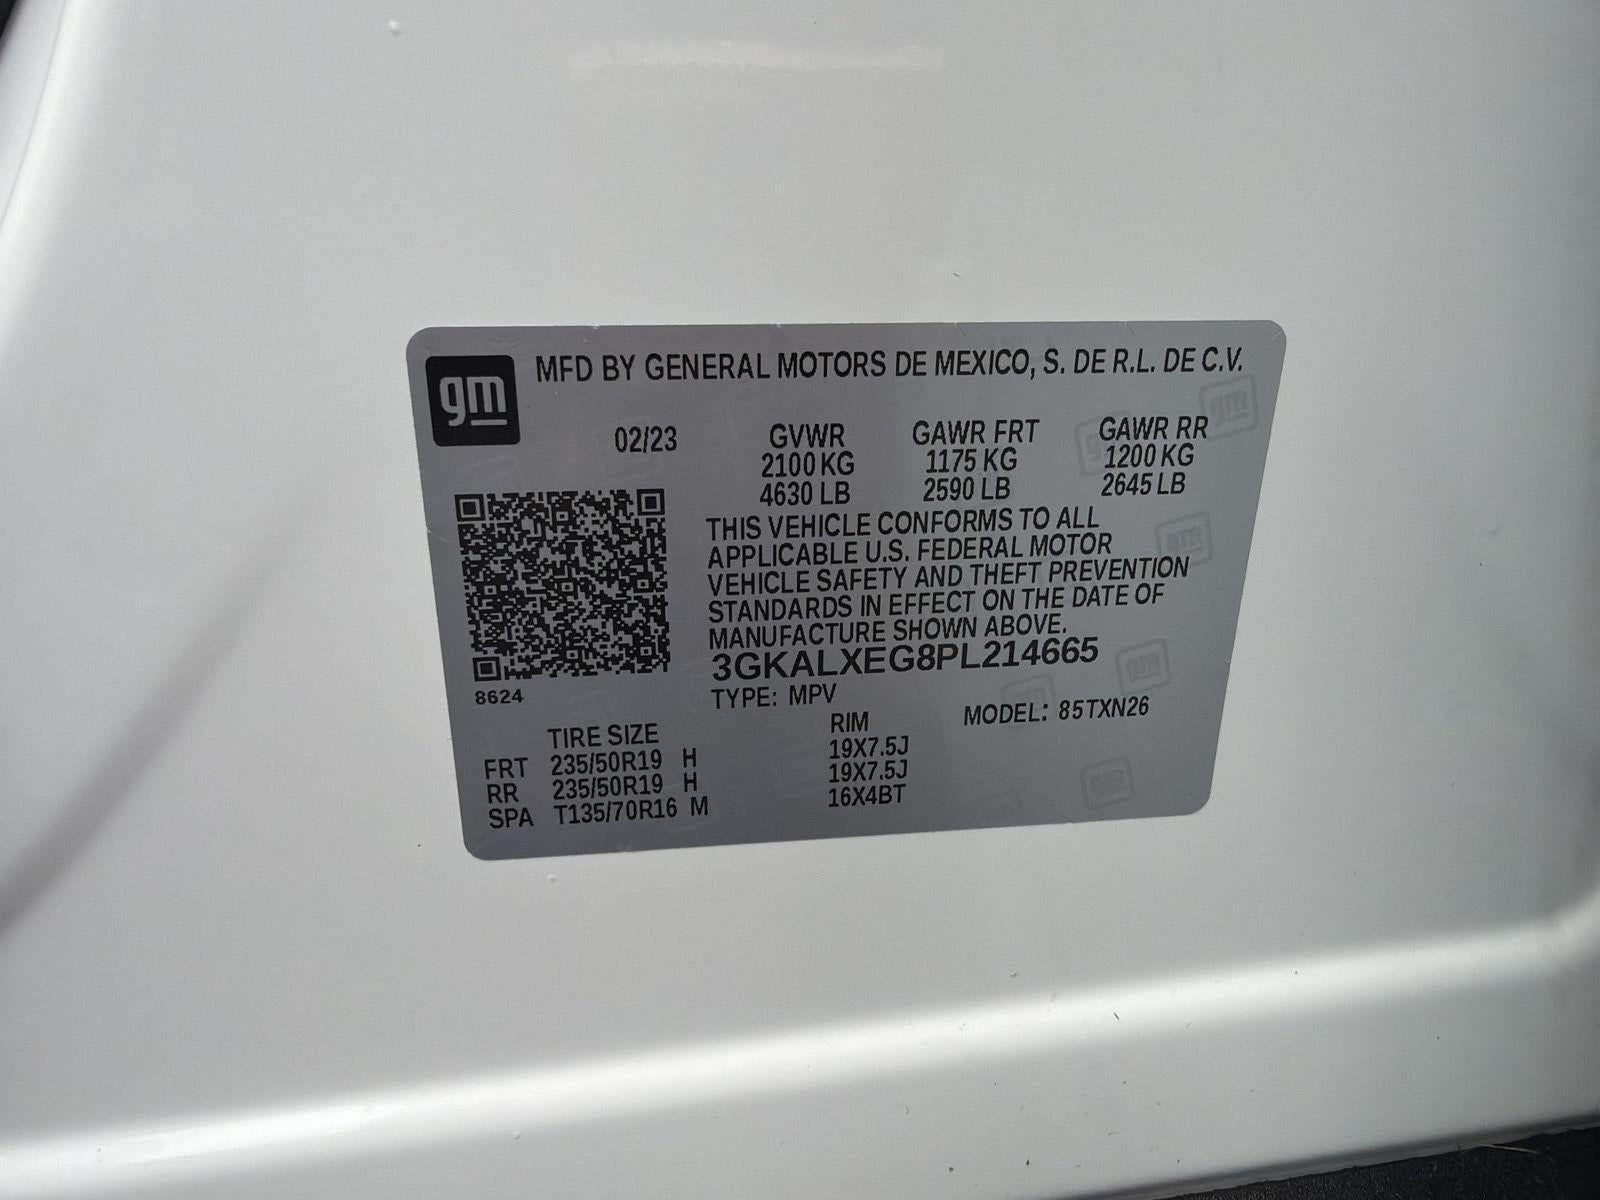 gm MFD BY GENERAL MOTORS DE MEXICO, S. DE R.L. DE C.V.
02/23 GVWR GAWR FRT GAWR RR
2100 KG 1175 KG 1200 KG
4630 LB 2590 LB 2645 LB
THIS VEHICLE CONFORMS TO ALL
APPLICABLE U.S. FEDERAL MOTOR
VEHICLE SAFETY AND THEFT PREVENTION
STANDARDS IN EFFECT ON THE DATE OF
MANUFACTURE SHOWN ABOVE.
3GKALXEG8PL214665
8624 TYPE: MPV MODEL: 85TXN26
TIRE SIZE RIM
FRT 235/50R19 H 19X7.5J
RR 235/50R19 H 19X7.5J
SPA T135/70R16 M 16X4BT